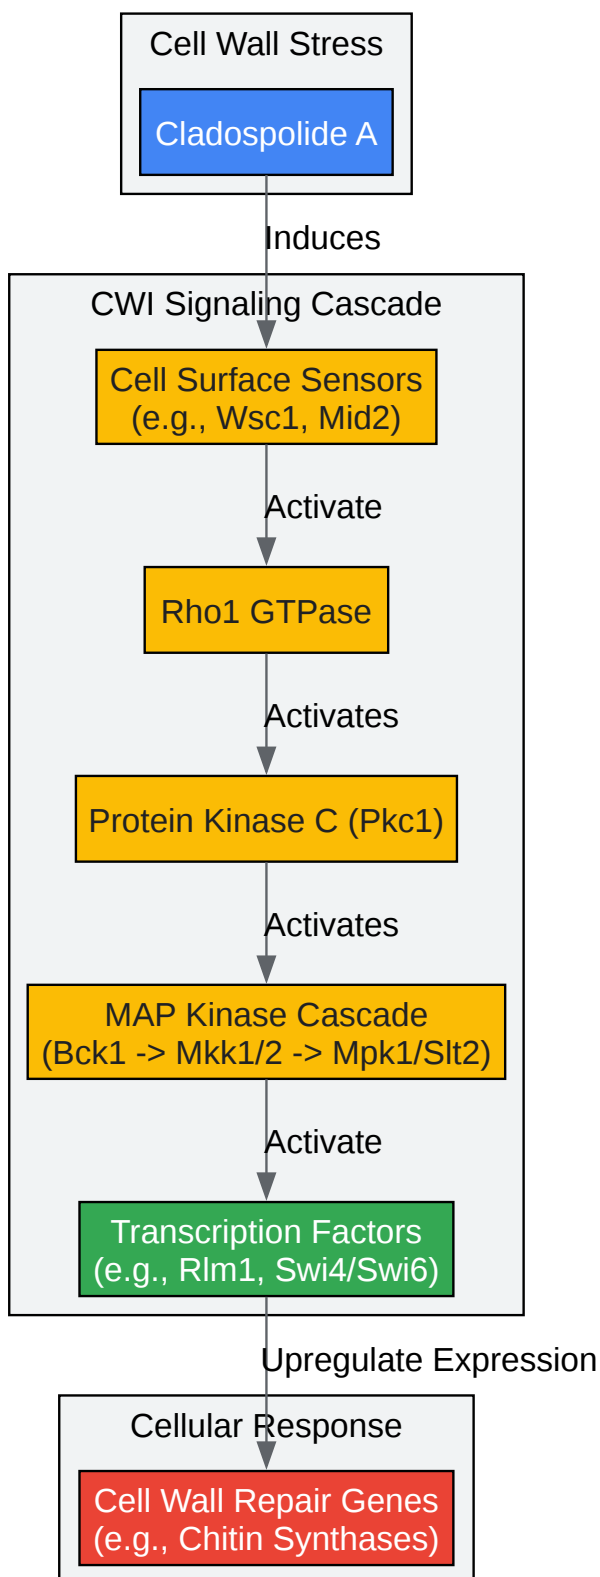 Cell Wall Stress
Cladospolide A
Induces
CWI Signaling Cascade
Cell Surface Sensors
(e.g., Wsc1, Mid2)
Activate
Rho1 GTPase
Activates
Protein Kinase C (Pkc1)
Activates
MAP Kinase Cascade
(Bck1 -> Mkk1/2 -> Mpk1/Slt2)
Activate
Transcription Factors
(e.g., Rlm1, Swi4/Swi6)
Upregulate Expression
Cellular Response
Cell Wall Repair Genes
(e.g., Chitin Synthases)